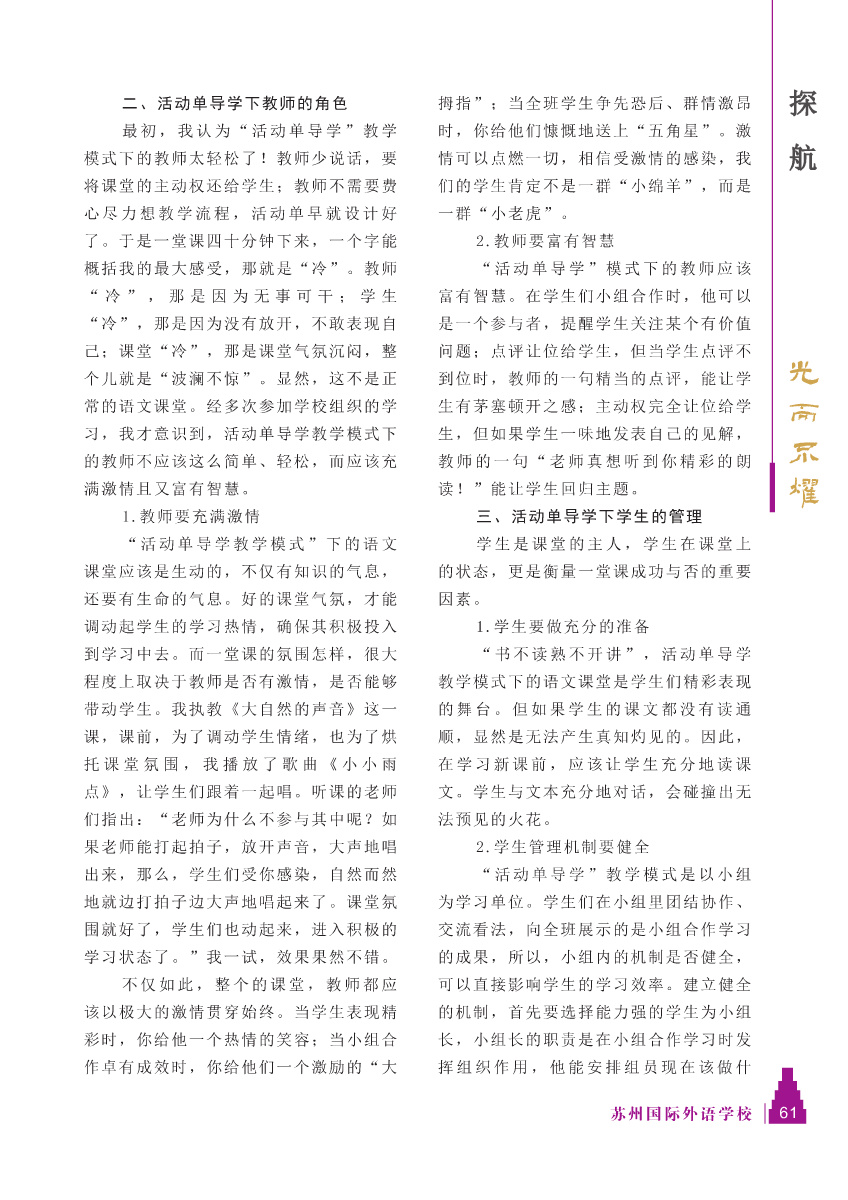 二、活动单导学下教师的角色
最初，我认为“活动单导学”教学
模式下的教师太轻松了！教师少说话，要
将课堂的主动权还给学生；教师不需要费
心尽力想教学流程，活动单早就设计好
了。于是一堂课四十分钟下来，一个字能
概括我的最大感受，那就是“冷”。教师
“冷”，那是因为无事可干；学生
“冷”，那是因为没有放开，不敢表现自
己；课堂“冷”，那是课堂气氛沉闷，整
个儿就是“波澜不惊”。显然，这不是正
常的语文课堂。经多次参加学校组织的学
习，我才意识到，活动单导学教学模式下
的教师不应该这么简单、轻松，而应该充
满激情且又富有智慧。
1.教师要充满激情
“活动单导学教学模式”下的语文
课堂应该是生动的，不仅有知识的气息，
还要有生命的气息。好的课堂气氛，才能
调动起学生的学习热情，确保其积极投入
到学习中去。而一堂课的氛围怎样，很大
程度上取决于教师是否有激情，是否能够
带动学生。我执教《大自然的声音》这一
课，课前，为了调动学生情绪，也为了烘
托课堂氛围，我播放了歌曲《小小雨
点》，让学生们跟着一起唱。听课的老师
们指出：“老师为什么不参与其中呢？如
果老师能打起拍子，放开声音，大声地唱
出来，那么，学生们受你感染，自然而然
地就边打拍子边大声地唱起来了。课堂氛
围就好了，学生们也动起来，进入积极的
学习状态了。”我一试，效果果然不错。
不仅如此，整个的课堂，教师都应
该以极大的激情贯穿始终。当学生表现精
彩时，你给他一个热情的笑容；当小组合
作卓有成效时，你给他们一个激励的“大
拇指”；当全班学生争先恐后、群情激昂
时，你给他们慷慨地送上“五角星”。激
情可以点燃一切，相信受激情的感染，我
们的学生肯定不是一群“小绵羊”，而是
一群“小老虎”。
2.教师要富有智慧
“活动单导学”模式下的教师应该
富有智慧。在学生们小组合作时，他可以
是一个参与者，提醒学生关注某个有价值
问题；点评让位给学生，但当学生点评不
到位时，教师的一句精当的点评，能让学
生有茅塞顿开之感；主动权完全让位给学
生，但如果学生一味地发表自己的见解，
教师的一句“老师真想听到你精彩的朗
读！”能让学生回归主题。
三、活动单导学下学生的管理
学生是课堂的主人，学生在课堂上
的状态，更是衡量一堂课成功与否的重要
因素。
1.学生要做充分的准备
“书不读熟不开讲”，活动单导学
教学模式下的语文课堂是学生们精彩表现
的舞台。但如果学生的课文都没有读通
顺，显然是无法产生真知灼见的。因此，
在学习新课前，应该让学生充分地读课
文。学生与文本充分地对话，会碰撞出无
法预见的火花。
2.学生管理机制要健全
“活动单导学”教学模式是以小组
为学习单位。学生们在小组里团结协作、
交流看法，向全班展示的是小组合作学习
的成果，所以，小组内的机制是否健全，
可以直接影响学生的学习效率。建立健全
的机制，首先要选择能力强的学生为小组
长，小组长的职责是在小组合作学习时发
挥组织作用，他能安排组员现在该做什
探航
光而不耀
苏州国际外语学校 61